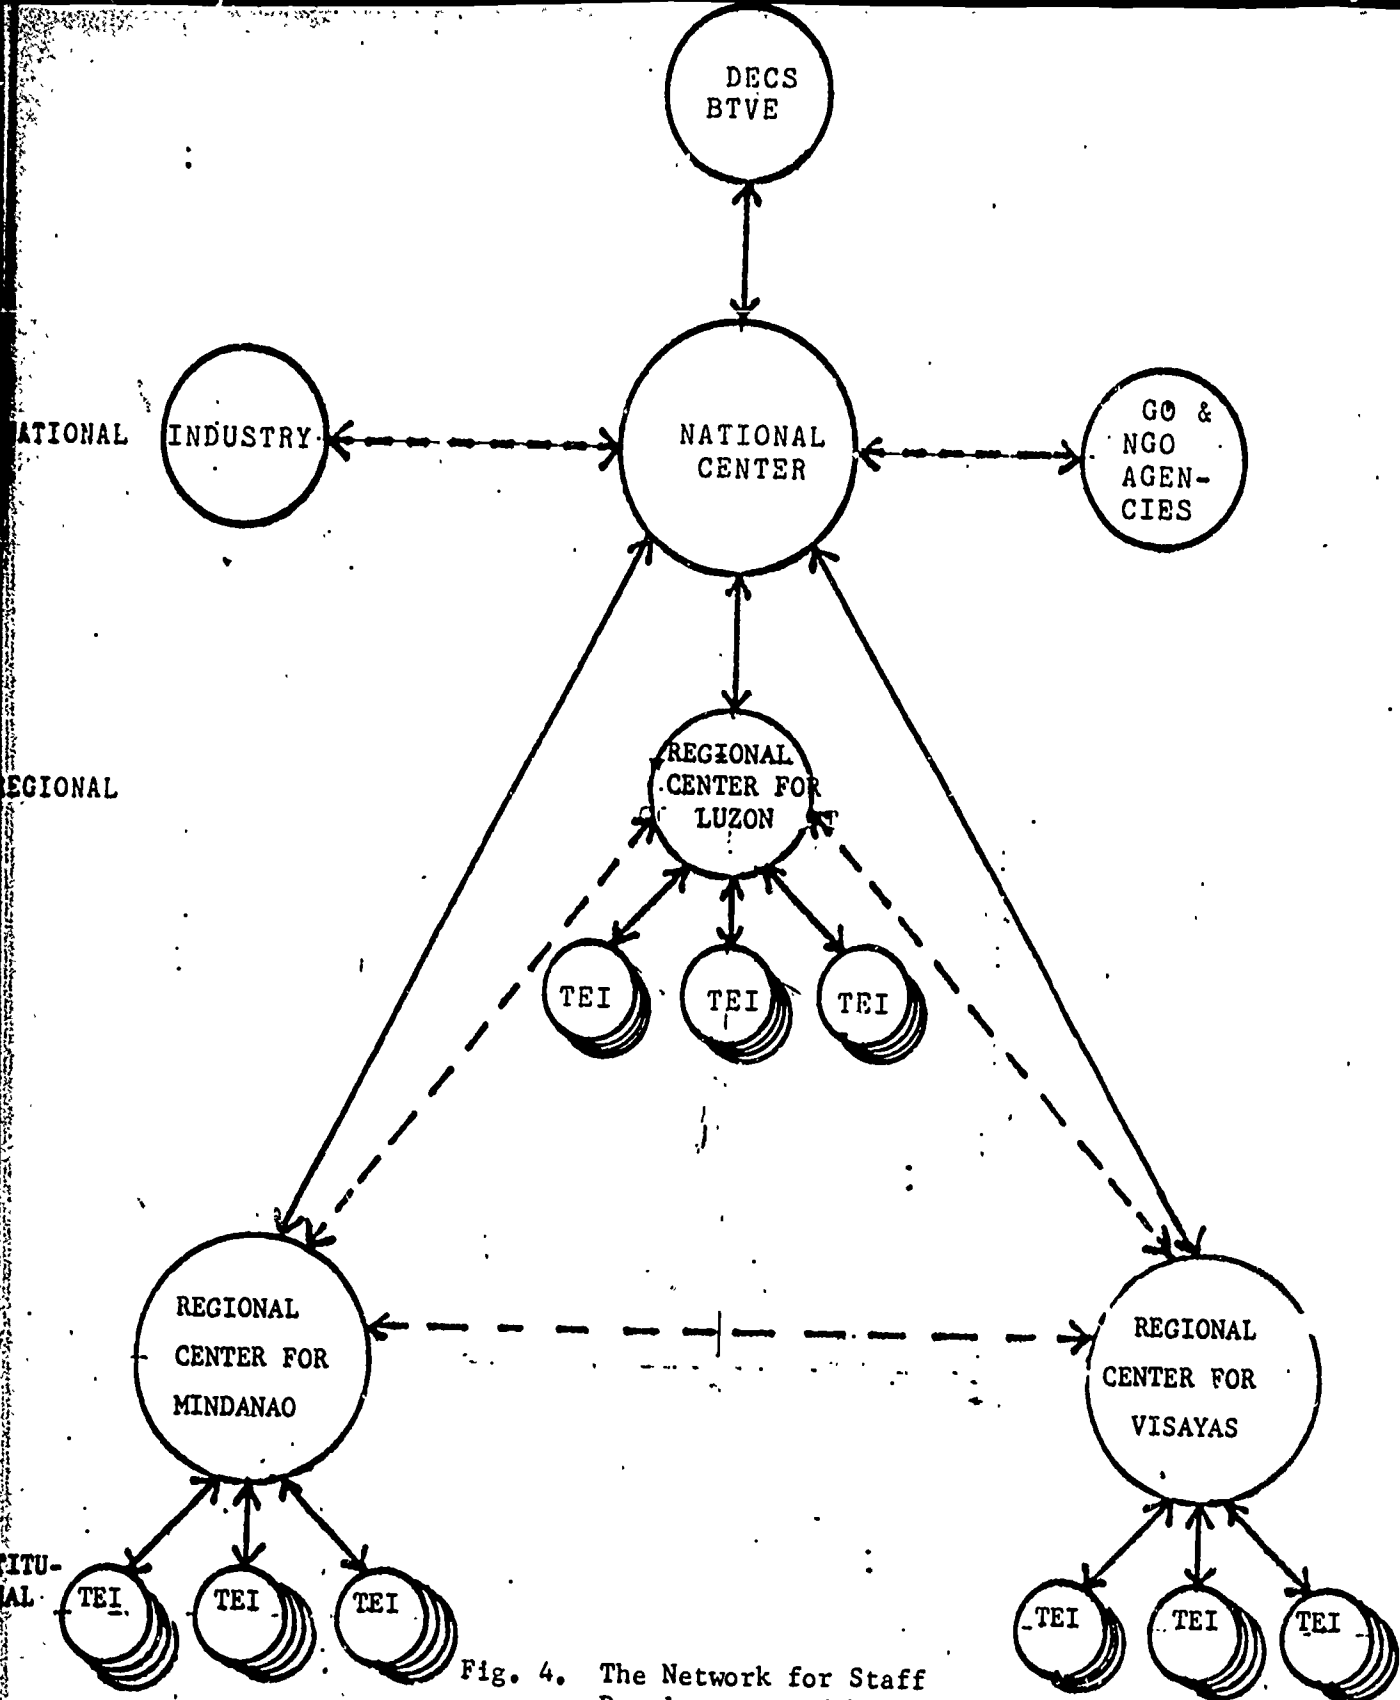 DECS
BTVE
ATIONAL
INDUSTRY
NATIONAL
CENTER
GO &
NGO
AGEN-
CIES
EGIONAL
REGIONAL
CENTER FOR
LUZON
TEI
TEI
TEI
REGIONAL
CENTER FOR
MINDANAO
REGIONAL
CENTER FOR
VISAYAS
TITU-
AL
TEI
TEI
TEI
TEI
TEI
TEI
Fig. 4. The Network for Staff